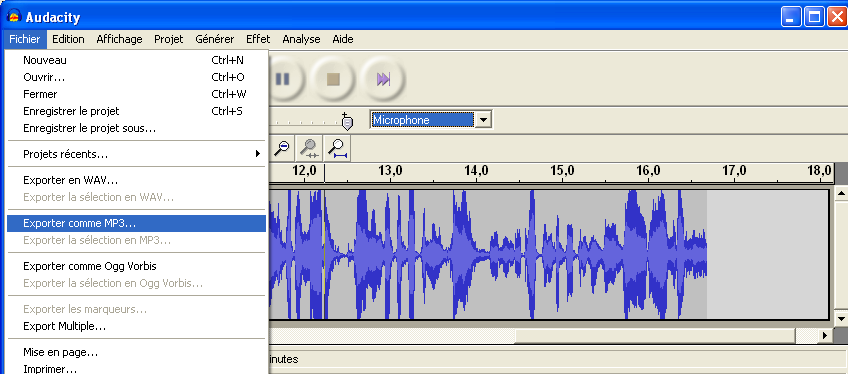 Audacity
Fichier Edition Affichage Projet Générer Effet Analyse Aide
Nouveau Ctrl+N
Ouvrir... Ctrl+O
Fermer Ctrl+W
Enregistrer le projet Ctrl+S
Enregistrer le projet sous...
Projets récents...
Exporter en WAV...
Exporter la sélection en WAV...
Exporter comme MP3...
Exporter la sélection en MP3...
Exporter comme Ogg Vorbis
Exporter la sélection en Ogg Vorbis...
Exporter les marqueurs...
Export Multiple...
Mise en page...
Imprimer...
Microphone
12,0 13,0 14,0 15,0 16,0 17,0 18,0
inutes